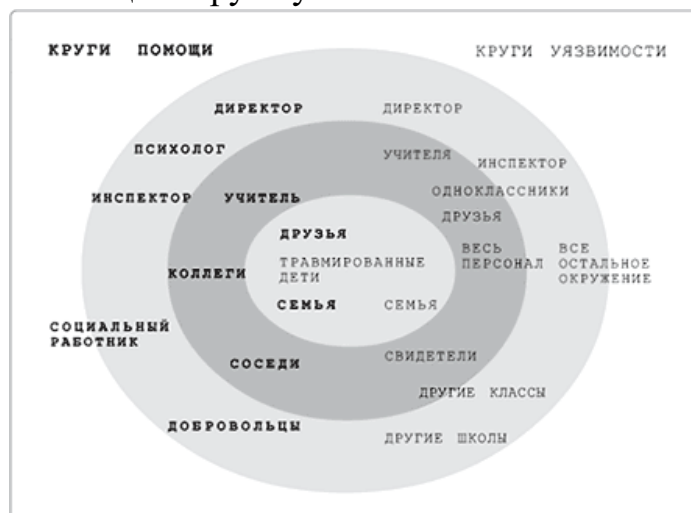 КРУГИ ПОМОЩИ
КРУГИ УЯЗВИМОСТИ
ДИРЕКТОР
ДИРЕКТОР
ПСИХОЛОГ
УЧИТЕЛЯ
ИНСПЕКТОР
ИНСПЕКТОР
УЧИТЕЛЬ
ОДНОКЛАССНИКИ
ДРУЗЬЯ
ДРУЗЬЯ
КОЛЛЕГИ
ТРАВМИРОВАННЫЕ
ДЕТИ
ВЕСЬ
ПЕРСОНАЛ
ВСЕ
ОСТАЛЬНОЕ
ОКРУЖЕНИЕ
СЕМЬЯ
СЕМЬЯ
СОЦИАЛЬНЫЙ
РАБОТНИК
СОСЕДИ
СВИДЕТЕЛИ
ДРУГИЕ КЛАССЫ
ДОБРОВОЛЬЦЫ
ДРУГИЕ ШКОЛЫ